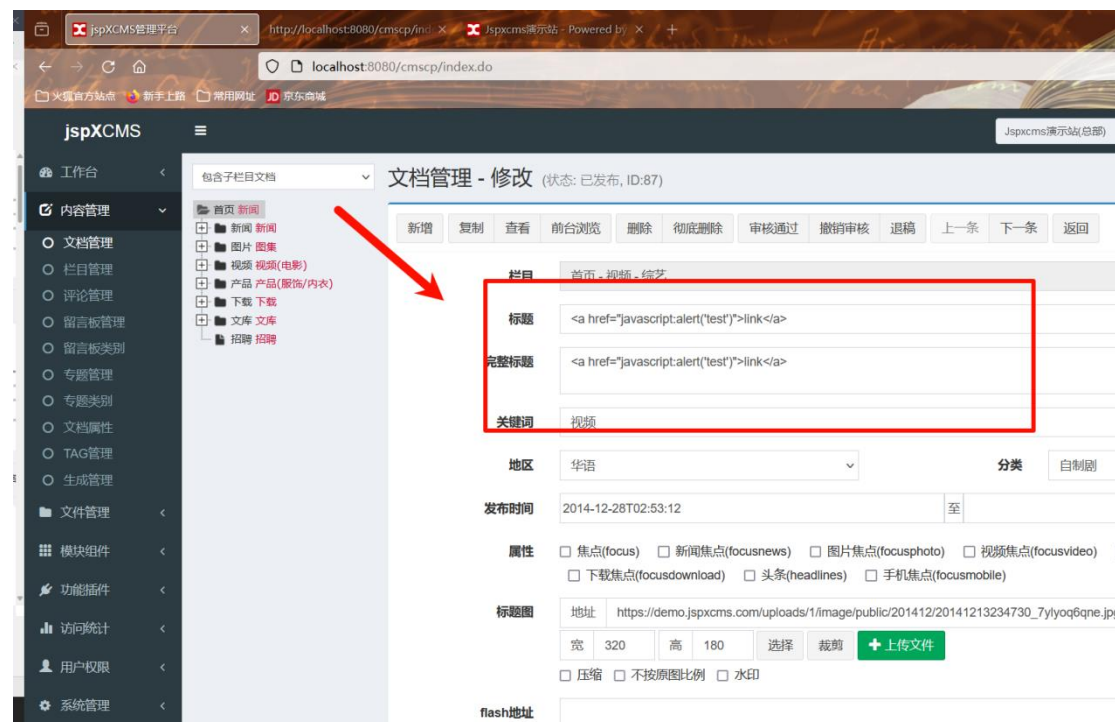 jspXCMS管理平台 × http://localhost:8080/cmscp/ind × Jspxcms演示站 - Powered by × +
localhost:8080/cmscp/index.do
火狐官方站点 新手上路 常用网址 JD 京东商城
jspXCMS Jspxcms演示站(总部)
工作台
内容管理
文档管理
栏目管理
评论管理
留言板管理
留言板类别
专题管理
专题类别
文档属性
TAG管理
生成管理
文件管理
模块组件
功能插件
访问统计
用户权限
系统管理
包含子栏目文档
首页 新闻
新闻 新闻
图片 图集
视频 视频(电影)
产品 产品(服饰/内衣)
下载 下载
文库 文库
招聘 招聘
文档管理 - 修改 (状态: 已发布, ID:87)
新增 复制 查看 前台浏览 删除 彻底删除 审核通过 撤销审核 退稿 上一条 下一条 返回
栏目 首页 - 视频 - 综艺
标题 <a href="javascript:alert('test')">link</a>
完整标题 <a href="javascript:alert('test')">link</a>
关键词 视频
地区 华语 分类 自制剧
发布时间 2014-12-28T02:53:12 至
属性 焦点(focus) 新闻焦点(focusnews) 图片焦点(focusphoto) 视频焦点(focusvideo)
下载焦点(focusdownload) 头条(headlines) 手机焦点(focusmobile)
标题图 地址 https://demo.jspxcms.com/uploads/1/image/public/201412/20141213234730_7ylyoq6qne.jpg
宽 320 高 180 选择 裁剪 上传文件
压缩 不按原图比例 水印
flash地址